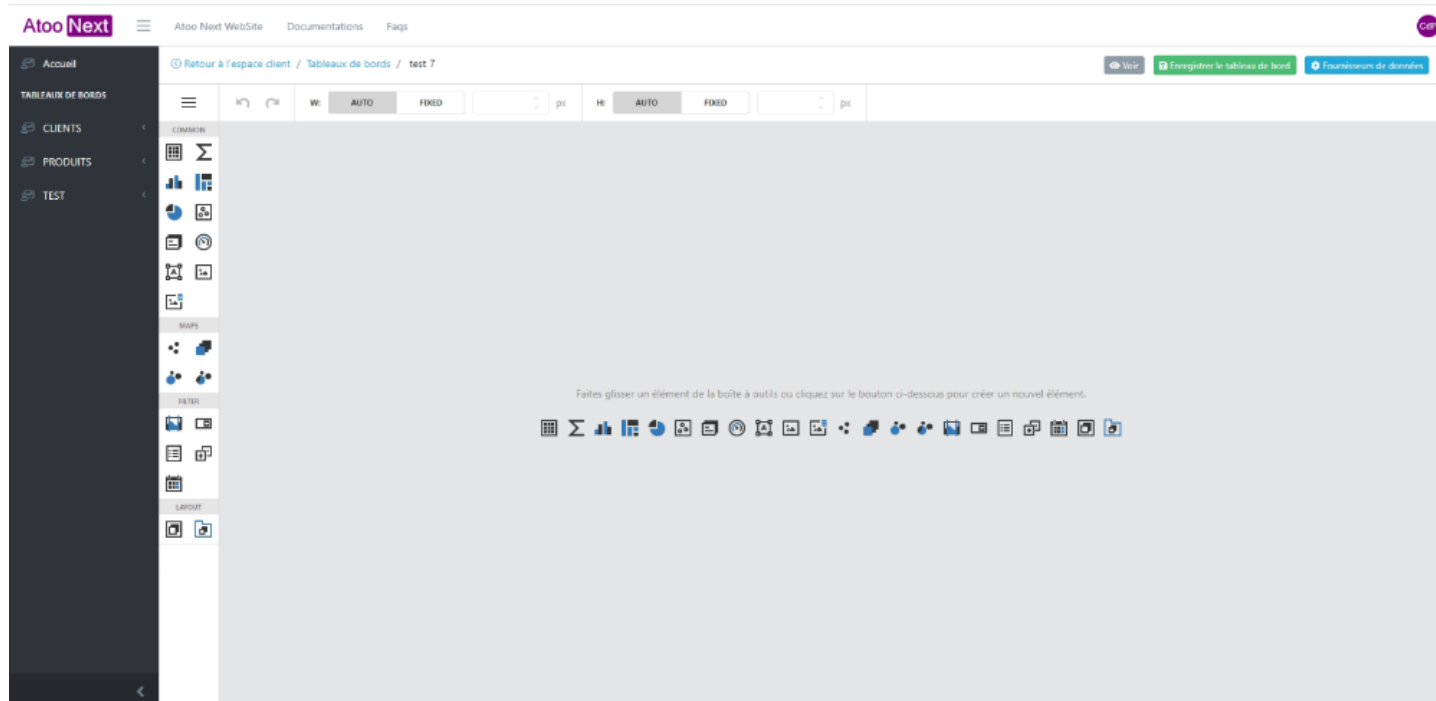 Atoo Next
Atoo Next WebSite Documentations Faqs
Accueil
Retour à l'espace client / Tableaux de bords / test 7
Voir
Enregistrer le tableau de bord
Fournisseurs de données
TABLEAUX DE BORDS
W: AUTO FIXED px H: AUTO FIXED px
CLIENTS
PRODUITS
TEST
COMMON
MAPS
FILTER
LAYOUT
Faites glisser un élément de la boîte à outils ou cliquez sur le bouton ci-dessous pour créer un nouvel élément.